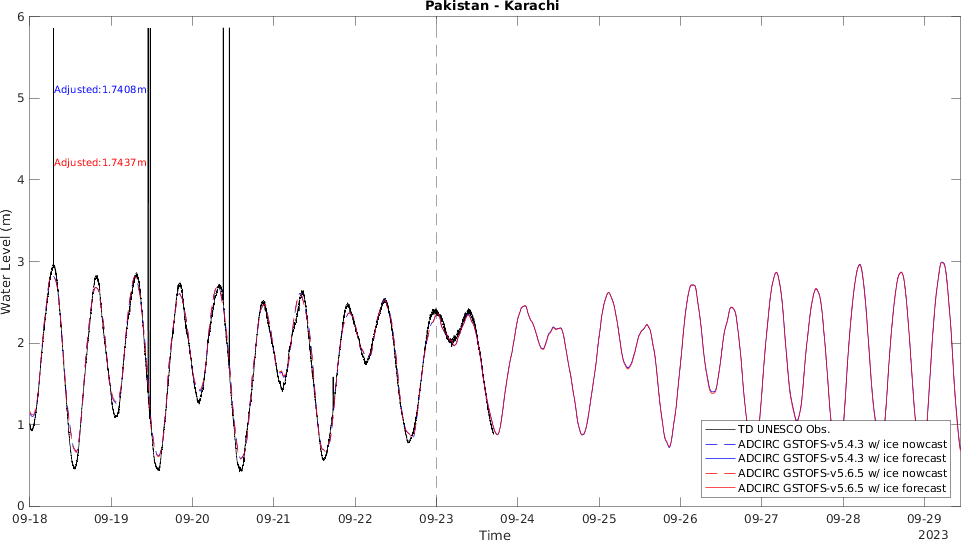 Pakistan - Karachi
6
5
4
3
2
1
0
Water Level (m)
Adjusted:1.7408m
Adjusted:1.7437m
TD UNESCO Obs.
ADCIRC GSTOFS-v5.4.3 w/ ice nowcast
ADCIRC GSTOFS-v5.4.3 w/ ice forecast
ADCIRC GSTOFS-v5.6.5 w/ ice nowcast
ADCIRC GSTOFS-v5.6.5 w/ ice forecast
09-18 09-19 09-20 09-21 09-22 09-23 09-24 09-25 09-26 09-27 09-28 09-29
Time
2023